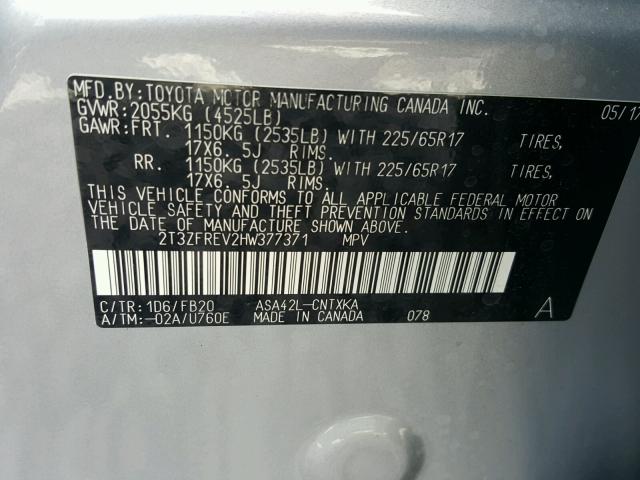 MFD. BY: TOYOTA MOTOR MANUFACTURING CANADA INC. 05/17
GVWR: 2055KG (4525LB)
GAWR: FRT. 1150KG (2535LB) WITH 225/65R17 TIRES,
17X6. 5J RIMS.
RR. 1150KG (2535LB) WITH 225/65R17 TIRES,
17X6. 5J RIMS.
THIS VEHICLE CONFORMS TO ALL APPLICABLE FEDERAL MOTOR
VEHICLE SAFETY AND THEFT PREVENTION STANDARDS IN EFFECT ON
THE DATE OF MANUFACTURE SHOWN ABOVE.
2T3ZFREV2HW377371 MPV
C/TR: 1D6/FB20 ASA42L-CNTXKA A
A/TM: -02A/U760E MADE IN CANADA 078